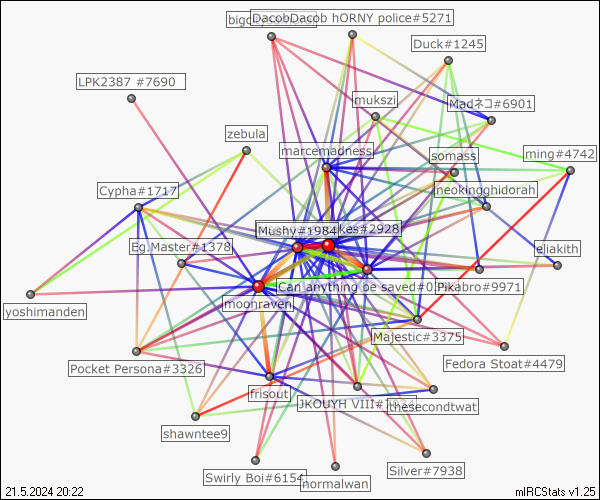 DacobDacob hORNY police#5271
Duck#1245
LPK2387 #7690
mukszi
Madネコ#6901
zebula
marcemadness
somass
ming#4742
Cypha#1717
neokingghidorah
Mushy#1984
kes#2928
Eg.Master#1378
eliakith
Can anything be saved#0
Pikabro#9971
moonraven
yoshimanden
Majestic#3375
Fedora Stoat#4479
Pocket Persona#3326
frisout
JKOUYH VIII#
thesecondtwat
shawntee9
Swirly Boi#6154
normalwan
Silver#7938
21.5.2024 20:22
mIRCStats v1.25